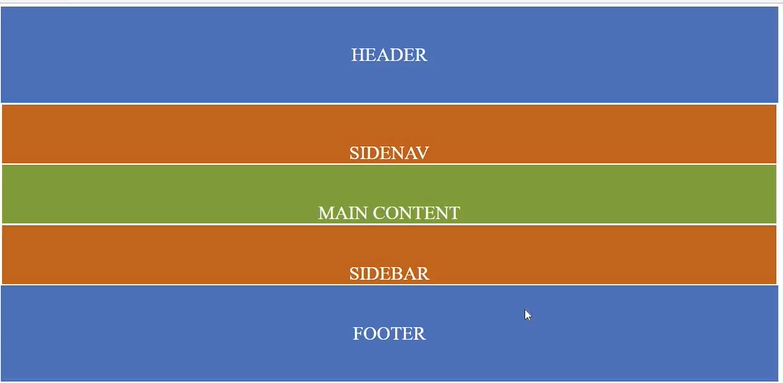 HEADER
SIDENAV
MAIN CONTENT
SIDEBAR
FOOTER